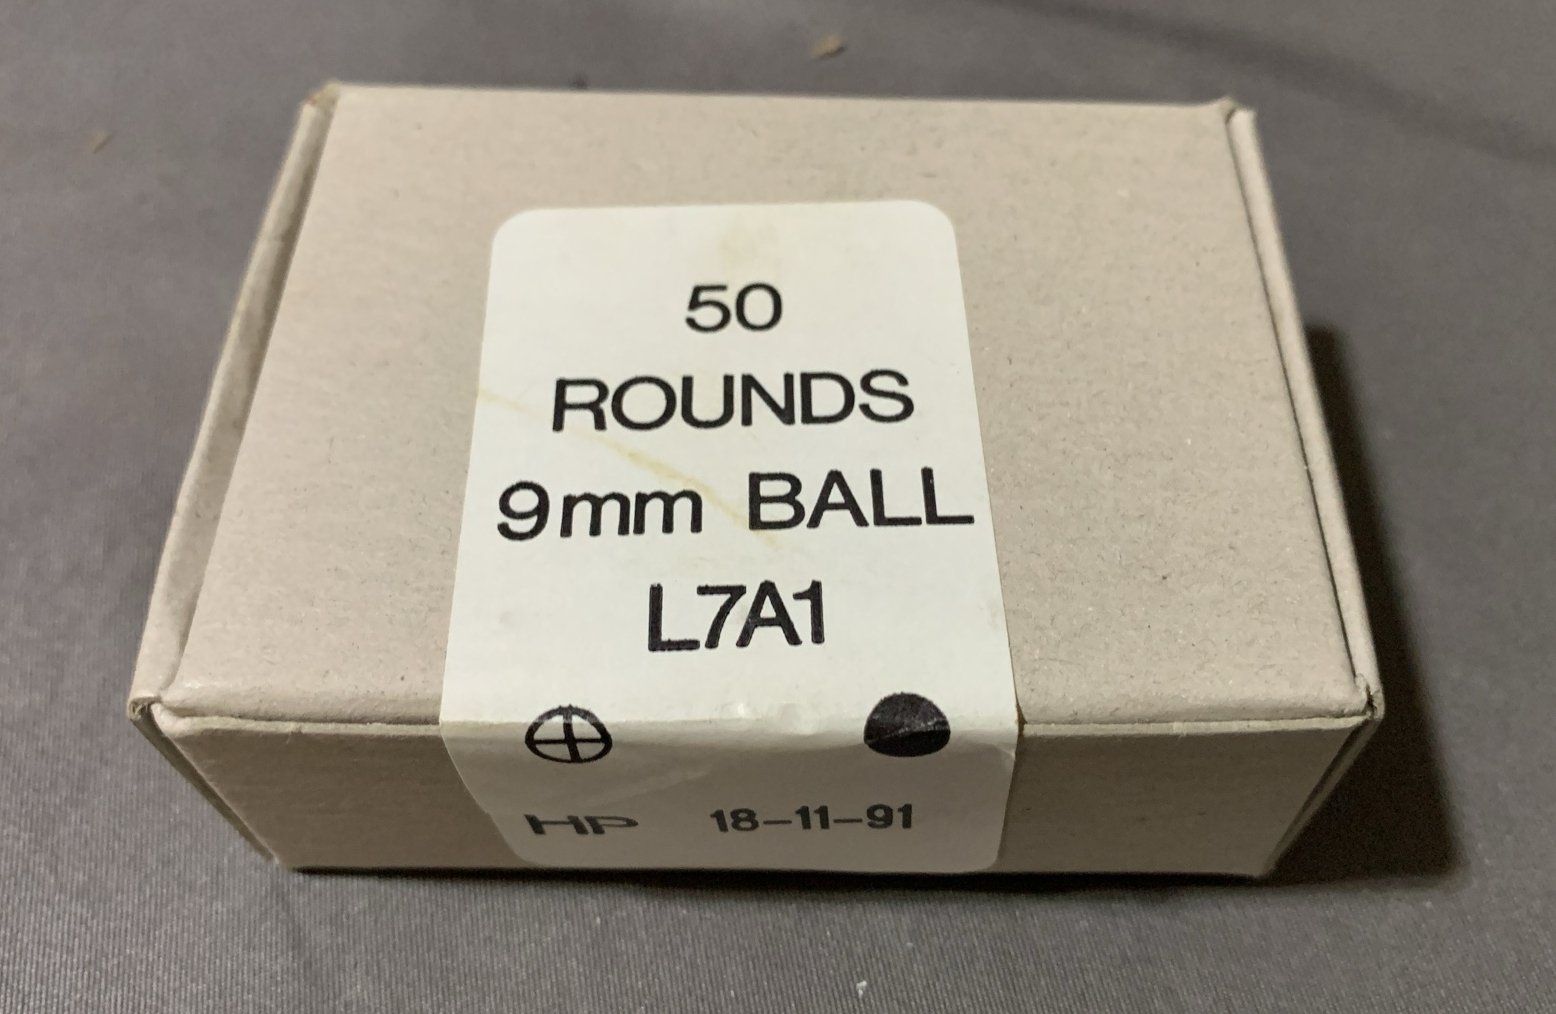 50
ROUNDS
9mm BALL
L7A1
HP 18-11-91